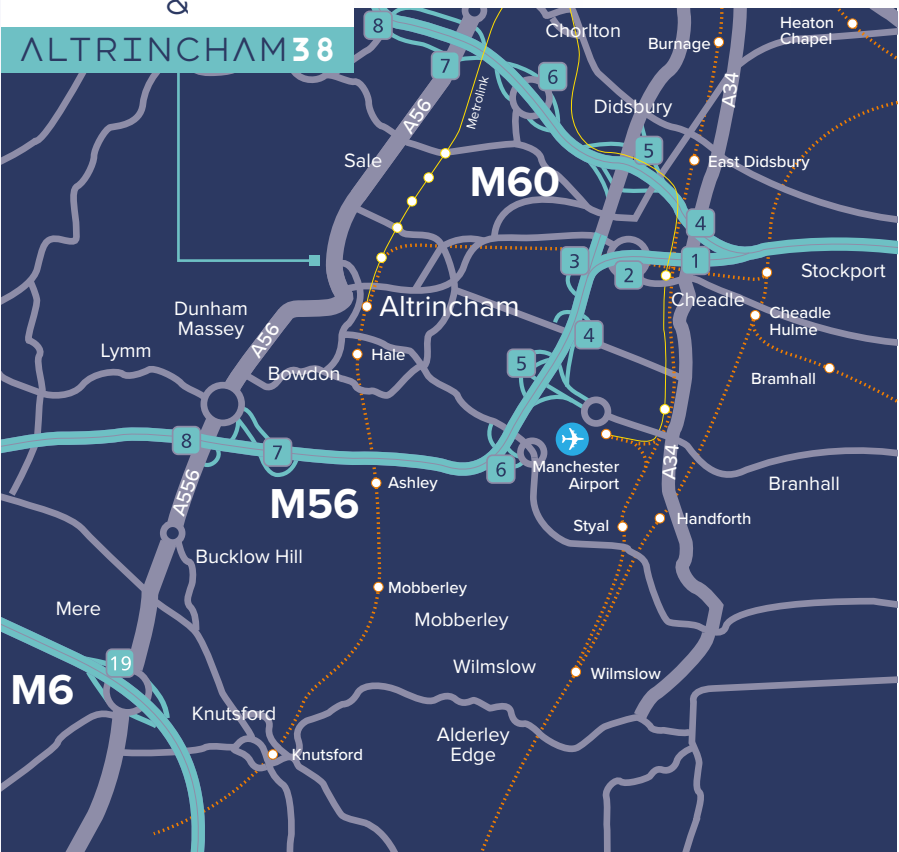 &
ALTRINCHAM38
8
Chorlton
Heaton
Chapel
Burnage
7
6
A34
A56
Metrolink
Didsbury
Sale
5
East Didsbury
M60
4
3
2
1
Stockport
Dunham
Massey
Altrincham
Cheadle
Cheadle
Hulme
A56
4
Lymm
Hale
5
Bowdon
Bramhall
8
7
6
Manchester
Airport
A34
A556
M56
Ashley
Branhall
Styal
Handforth
Bucklow Hill
Mobberley
Mere
Mobberley
19
Wilmslow
Wilmslow
M6
Knutsford
Knutsford
Alderley
Edge